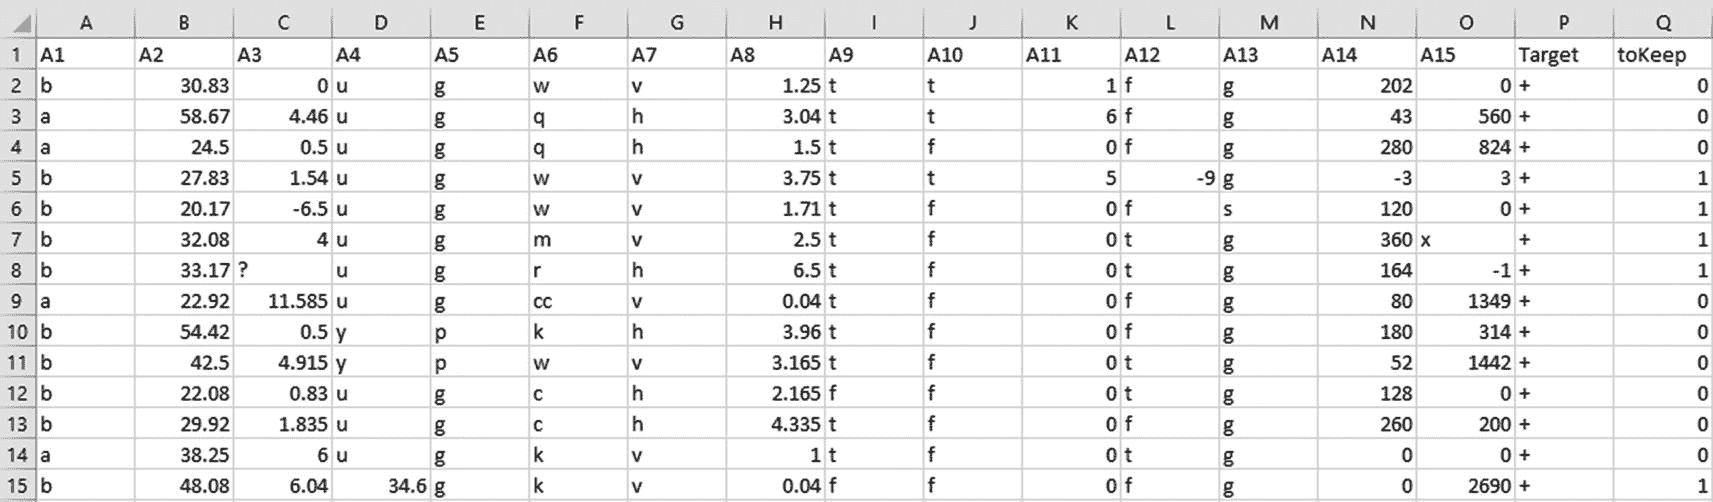 A B C D E F G H I J K L M N O P Q
1 A1 A2 A3 A4 A5 A6 A7 A8 A9 A10 A11 A12 A13 A14 A15 Target toKeep
2 b 30.83 0 u g w v 1.25 t t 1 f g 202 0 + 0
3 a 58.67 4.46 u g q h 3.04 t t 6 f g 43 560 + 0
4 a 24.5 0.5 u g q h 1.5 t f 0 f g 280 824 + 0
5 b 27.83 1.54 u g w v 3.75 t t 5 -9 g -3 3 + 1
6 b 20.17 -6.5 u g w v 1.71 t f 0 f s 120 0 + 1
7 b 32.08 4 u g m v 2.5 t f 0 t g 360 x + 1
8 b 33.17 ? u g r h 6.5 t f 0 t g 164 -1 + 1
9 a 22.92 11.585 u g cc v 0.04 t f 0 f g 80 1349 + 0
10 b 54.42 0.5 y p k h 3.96 t f 0 f g 180 314 + 0
11 b 42.5 4.915 y p w v 3.165 t f 0 t g 52 1442 + 0
12 b 22.08 0.83 u g c h 2.165 f f 0 t g 128 0 + 0
13 b 29.92 1.835 u g c h 4.335 t f 0 f g 260 200 + 0
14 a 38.25 6 u g k v 1 t f 0 t g 0 0 + 0
15 b 48.08 6.04 34.6 g k v 0.04 f f 0 f g 0 2690 + 1